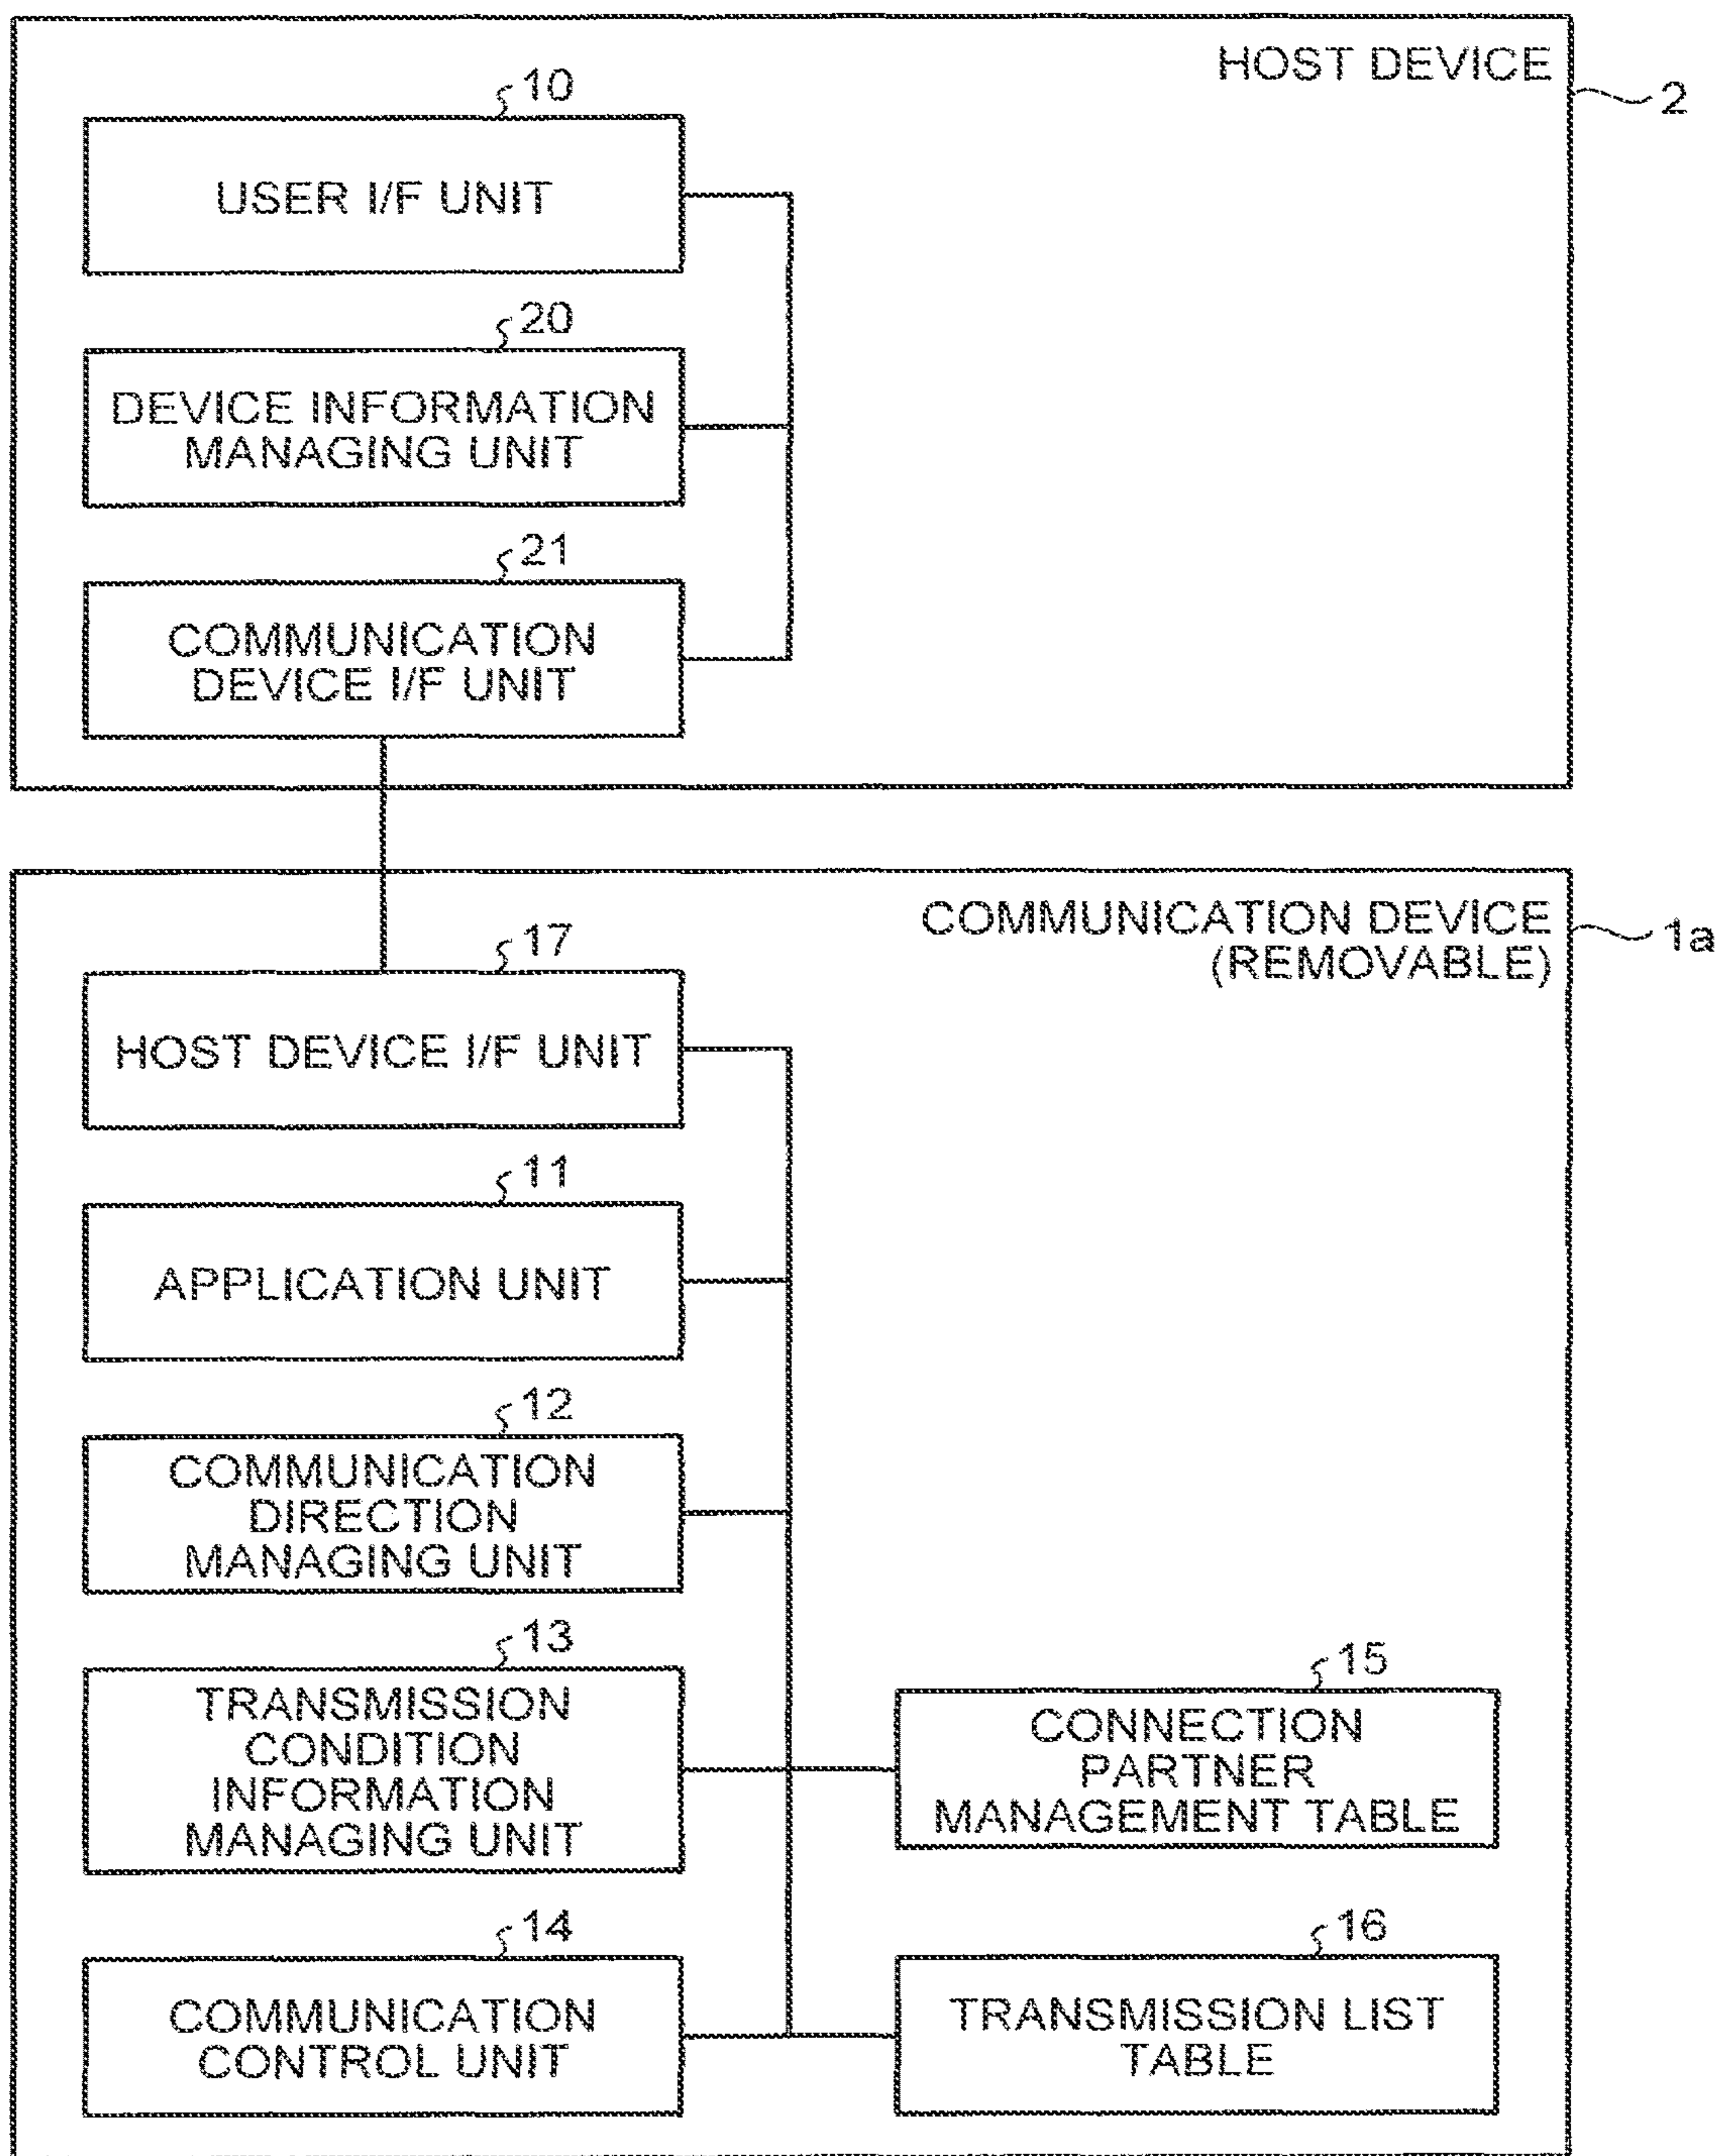 HOST DEVICE
2
10
USER I/F UNIT
20
DEVICE INFORMATION
MANAGING UNIT
21
COMMUNICATION
DEVICE I/F UNIT
COMMUNICATION DEVICE
(REMOVABLE)
1a
17
HOST DEVICE I/F UNIT
11
APPLICATION UNIT
12
COMMUNICATION
DIRECTION
MANAGING UNIT
13
TRANSMISSION
CONDITION
INFORMATION
MANAGING UNIT
15
CONNECTION
PARTNER
MANAGEMENT TABLE
14
COMMUNICATION
CONTROL UNIT
16
TRANSMISSION LIST
TABLE